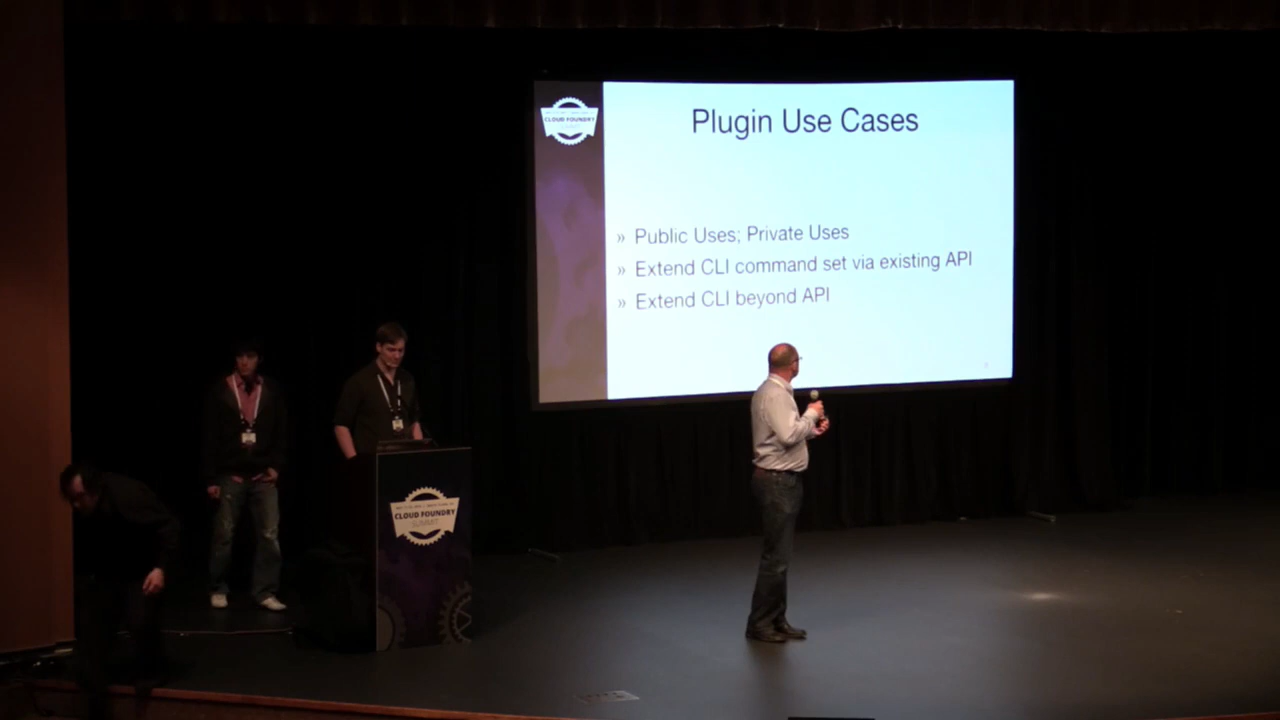 CLOUD FOUNDRY
Plugin Use Cases
» Public Uses; Private Uses
» Extend CLI command set via existing API
» Extend CLI beyond API
CLOUD FOUNDRY
SUMMIT